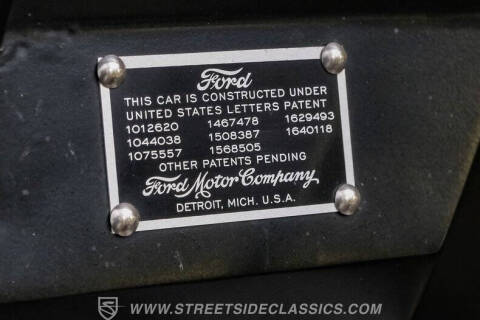 Ford
THIS CAR IS CONSTRUCTED UNDER
UNITED STATES LETTERS PATENT
1012620 1467478 1629493
1044038 1508387 1640118
1075557 1568505
OTHER PATENTS PENDING
Ford Motor Company
DETROIT, MICH. U.S.A.
WWW.STREETSIDECLASSICS.COM